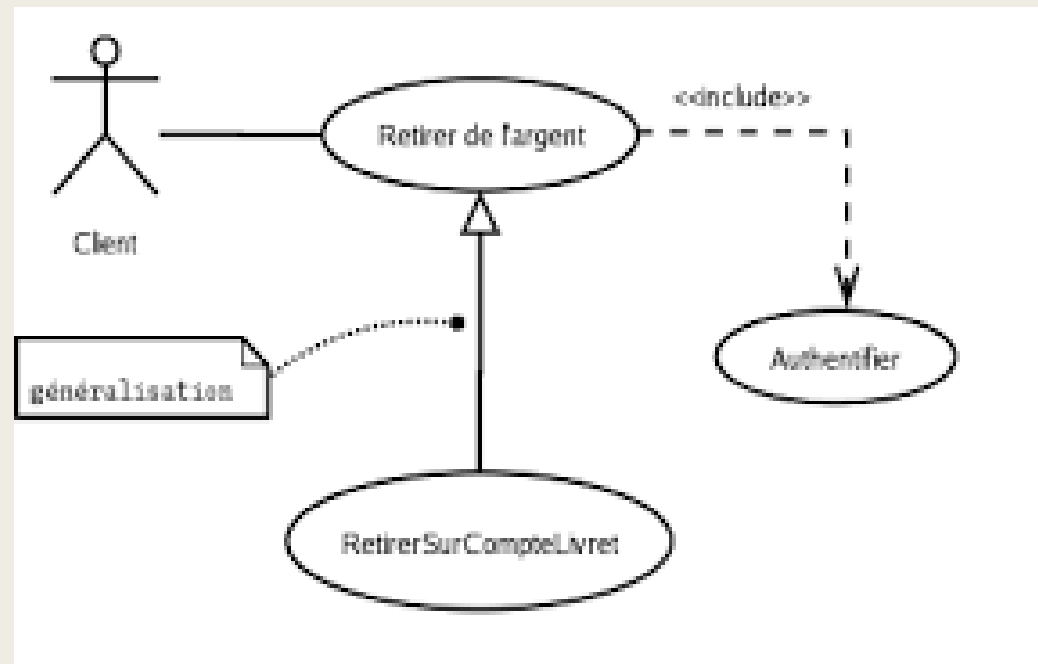 <<include>>
Retirer de l'argent
Client
Authentifier
généralisation
RetirerSurCompteLivret